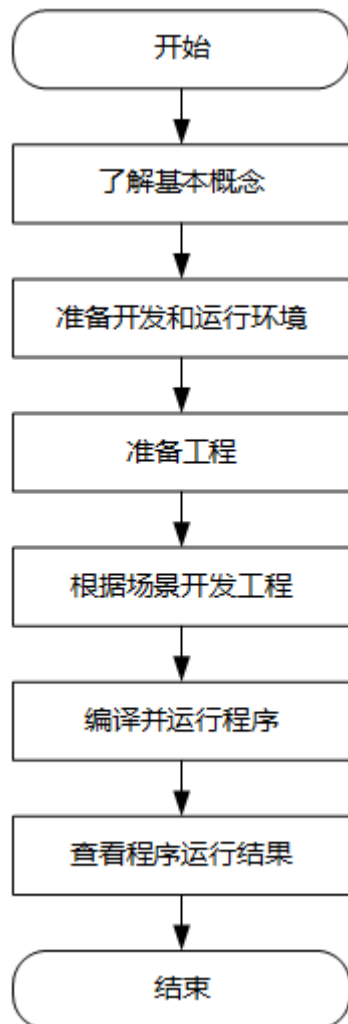 开始
了解基本概念
准备开发和运行环境
准备工程
根据场景开发工程
编译并运行程序
查看程序运行结果
结束